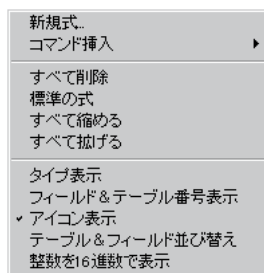 新規式...
コマンド挿入
すべて削除
標準の式
すべて縮める
すべて拡げる
タイプ表示
フィールド＆テーブル番号表示
アイコン表示
テーブル＆フィールド並び替え
整数を16進数で表示